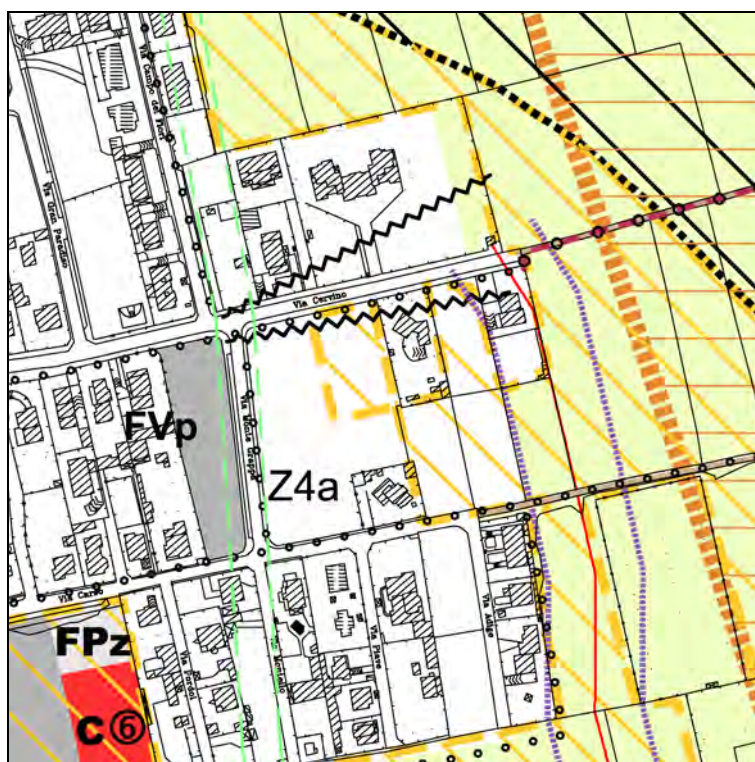 Via Campo dei Fiori
Via Gran Paradiso
Via Cervino
FVp
Via Monte Grappa
Z4a
Via Carso
FPz
Via Pordoi
Via Montello
Via Piave
Via Adige
C⑥